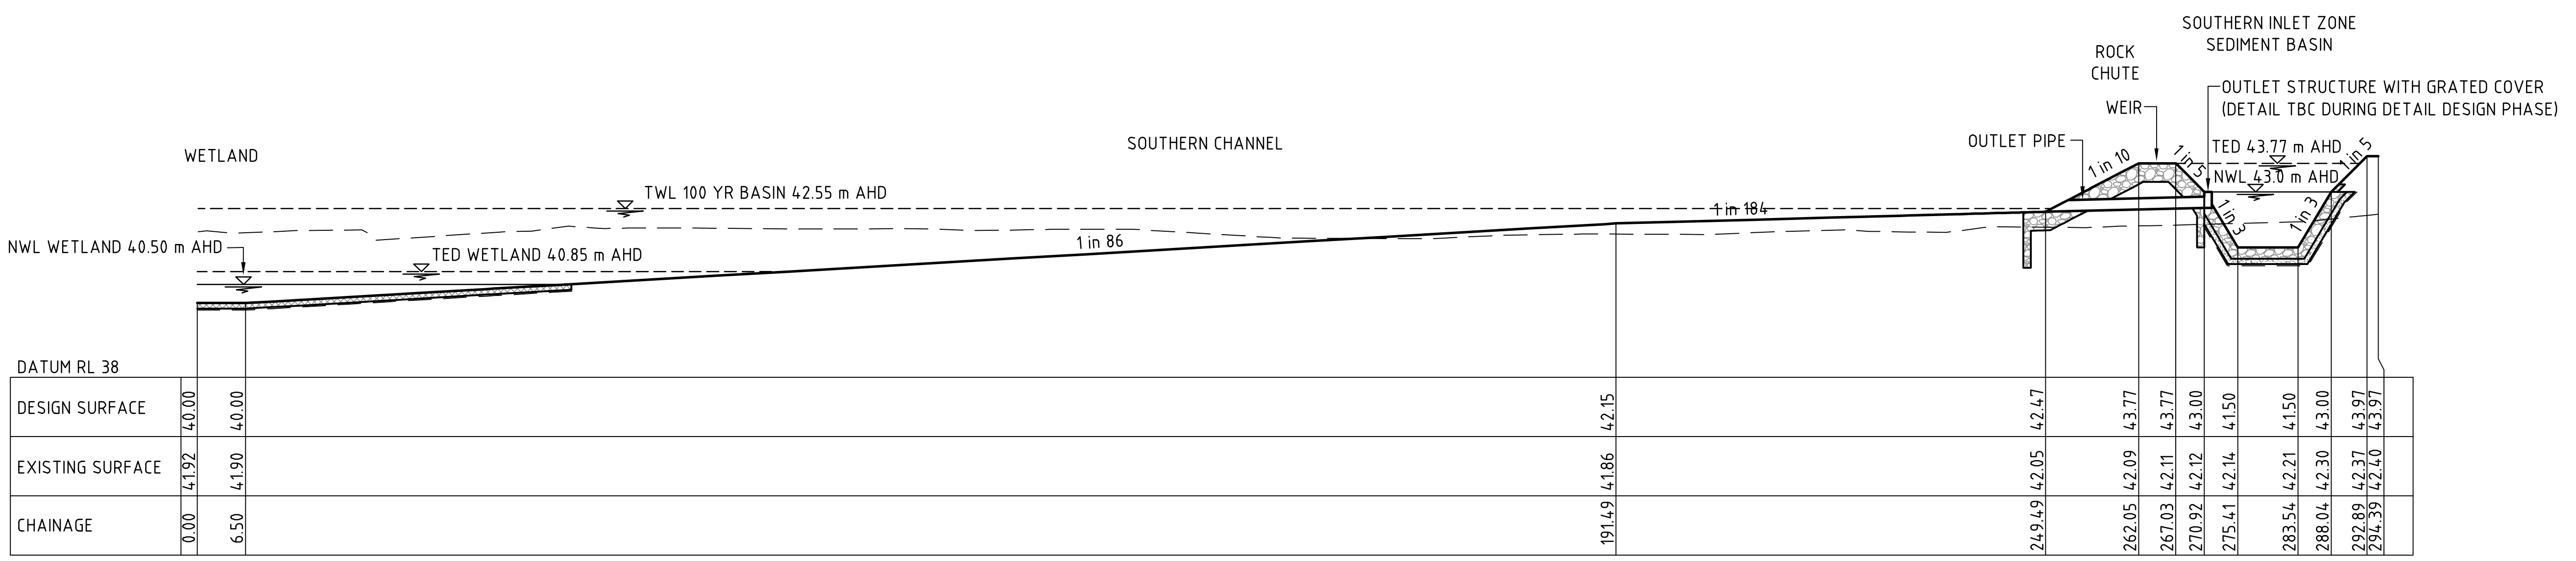 SOUTHERN INLET ZONE
SEDIMENT BASIN
ROCK
CHUTE
OUTLET STRUCTURE WITH GRATED COVER
(DETAIL TBC DURING DETAIL DESIGN PHASE)
WEIR
OUTLET PIPE
SOUTHERN CHANNEL
WETLAND
TED 43.77 m AHD
1 in 10
1 in 5
1 in 5
NWL 43.0 m AHD
TWL 100 YR BASIN 42.55 m AHD
1 in 184
1 in 3
1 in 3
NWL WETLAND 40.50 m AHD
1 in 86
TED WETLAND 40.85 m AHD
DATUM RL 38
DESIGN SURFACE 40.00 40.00 42.15 42.47 43.77 43.77 43.00 41.50 41.50 43.00 43.97 43.97
EXISTING SURFACE 41.92 41.90 41.86 42.05 42.09 42.11 42.12 42.14 42.21 42.30 42.37 42.40
CHAINAGE 0.00 6.50 191.49 249.49 262.05 267.03 270.92 275.41 283.54 288.04 292.89 294.39